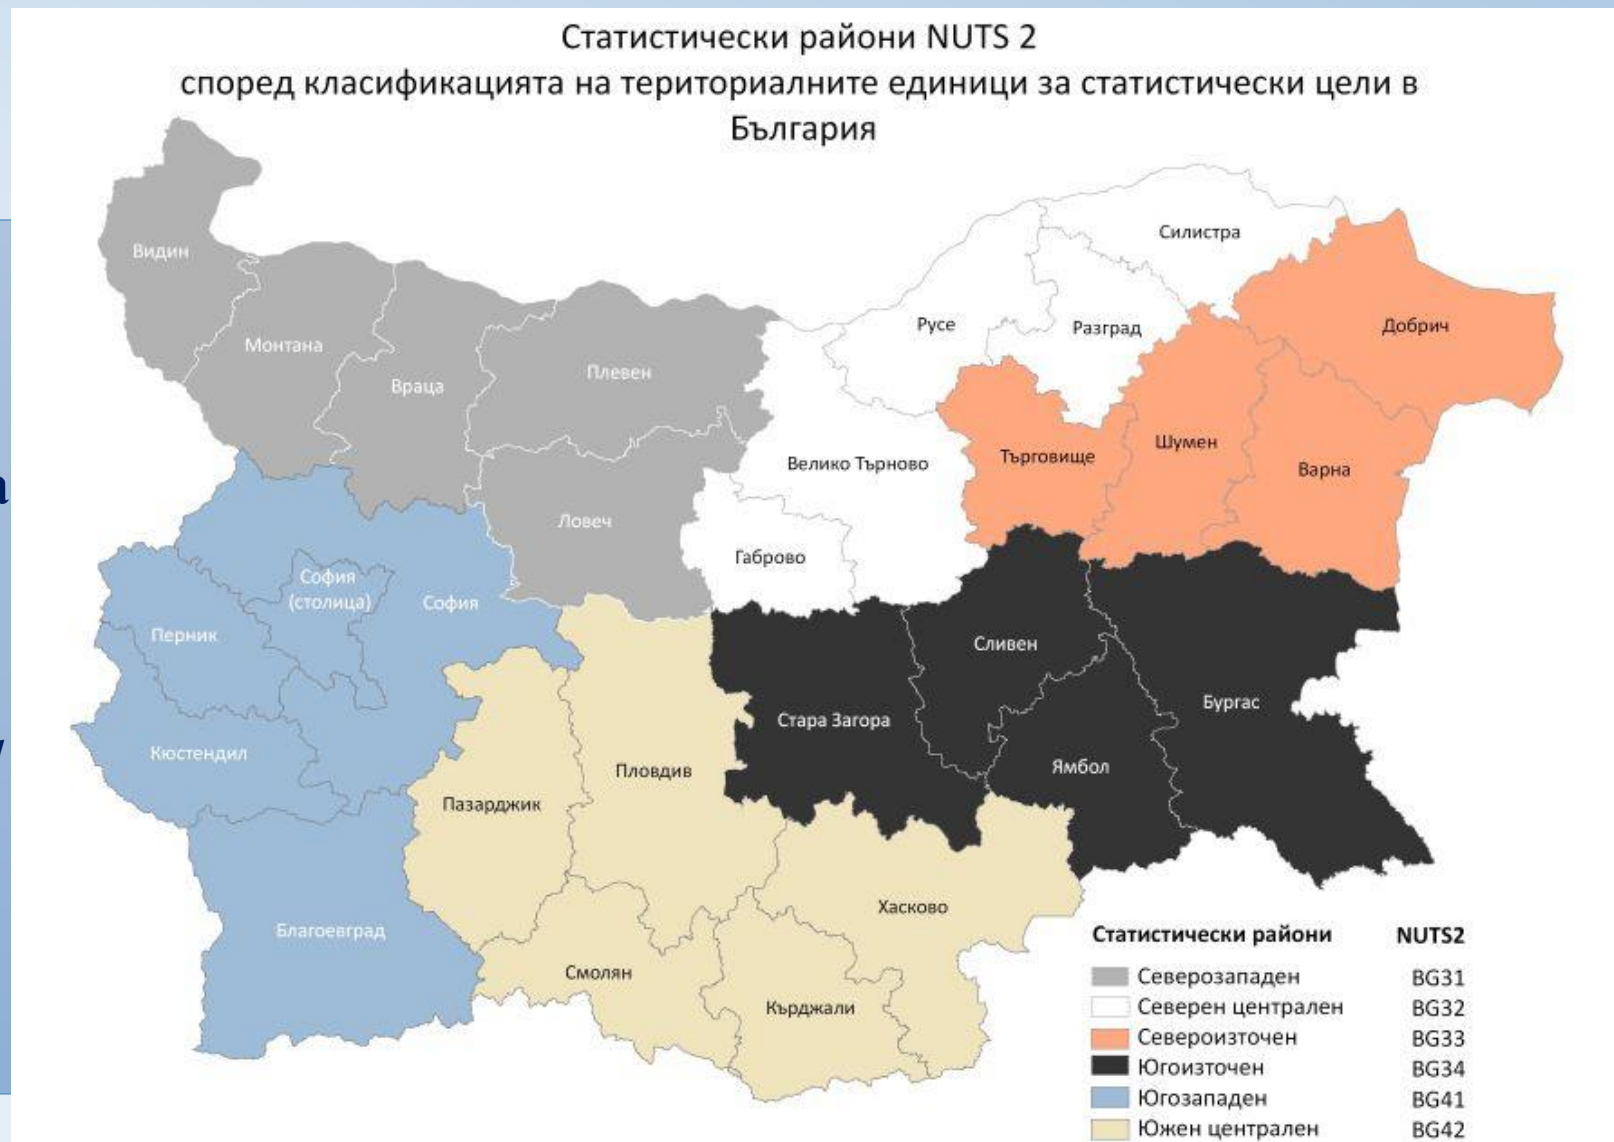 Статистически райони NUTS 2
според класификацията на териториалните единици за статистически цели в
България
Видин
Монтана
Враца
Плевен
Ловеч
Велико Търново
Габрово
Русе
Разград
Силистра
Добрич
Търговище
Шумен
Варна
София
(столица)
София
Перник
Кюстендил
Благоевград
Пазарджик
Пловдив
Смолян
Кърджали
Хасково
Стара Загора
Сливен
Ямбол
Бургас
Статистически райони NUTS2
Северозападен BG31
Северен централен BG32
Североизточен BG33
Югоизточен BG34
Югозападен BG41
Южен централен BG42